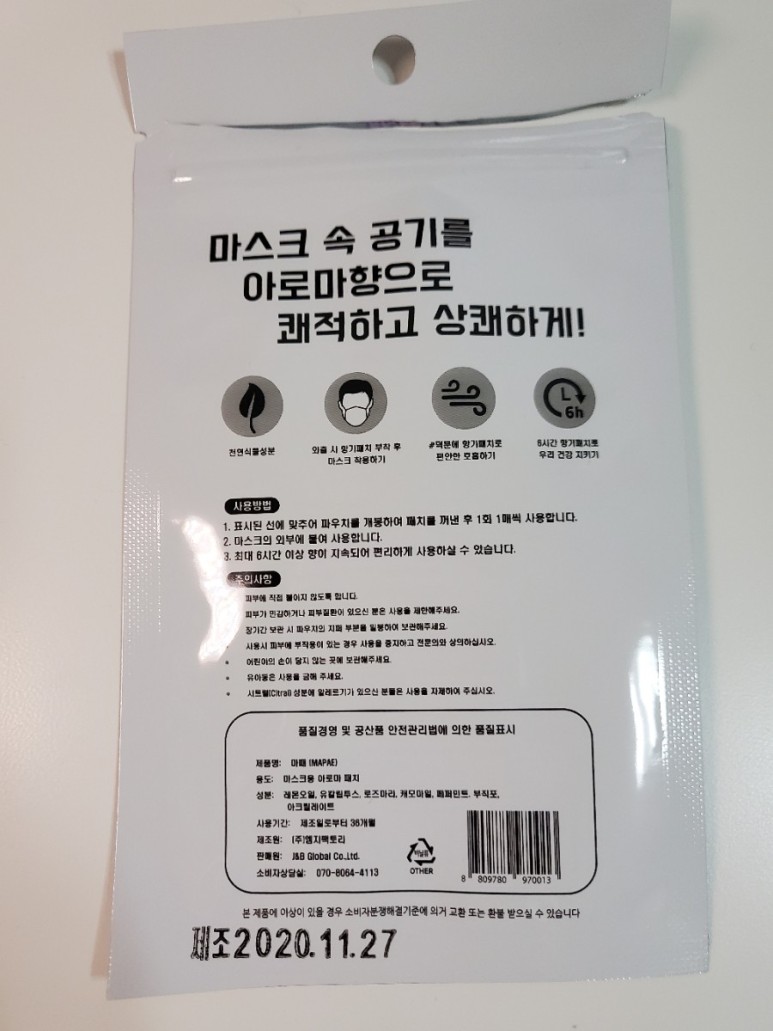 마스크 속 공기를
아로마향으로
쾌적하고 상쾌하게!
L
6h
천연식물성분
외출 시 향기패치 부착 후
마스크 착용하기
#덕분에 향기패치로
편안한 호흡하기
6시간 향기패치로
우리 건강 지키기
사용방법
1. 표시된 선에 맞추어 파우치를 개봉하여 패치를 꺼낸 후 1회 1매씩 사용합니다.
2. 마스크의 외부에 붙여 사용합니다.
3. 최대 6시간 이상 향이 지속되어 편리하게 사용하실 수 있습니다.
주의사항
피부에 직접 붙이지 않도록 합니다.
피부가 민감하거나 피부질환이 있으신 분은 사용을 제한해주세요.
장기간 보관 시 파우치의 지퍼 부분을 밀봉하여 보관해주세요.
• 사용시 피부에 부작용이 있는 경우 사용을 중지하고 전문의와 상의하십시오.
• 어린이의 손이 닿지 않는 곳에 보관해주세요.
• 유아동은 사용을 금해 주세요.
• 시트랄(Citral) 성분에 알레르기가 있으신 분들은 사용을 자제하여 주십시오.
품질경영 및 공산품 안전관리법에 의한 품질표시
제품명: 마패 (MAPAE)
용도: 마스크용 아로마 패치
성분: 레몬오일, 유칼립투스, 로즈마리, 캐모마일, 페퍼민트, 부직포,
아크릴레이트
사용기간: 제조일로부터 36개월
제조원: (주)엠지팩토리
판매원: J&B Global Co.,Ltd.
소비자상담실: 070-8064-4113
비닐류
OTHER
8 809780 970013
본 제품에 이상이 있을 경우 소비자분쟁해결기준에 의거 교환 또는 환불 받으실 수 있습니다
제조2020.11.27